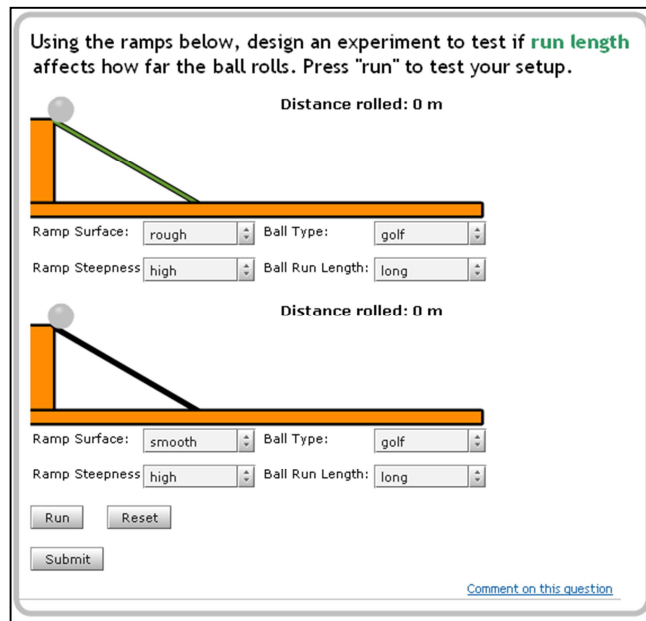 Using the ramps below, design an experiment to test if run length
affects how far the ball rolls. Press "run" to test your setup.
Distance rolled: 0 m
Ramp Surface: rough Ball Type: golf
Ramp Steepness high Ball Run Length: long
Distance rolled: 0 m
Ramp Surface: smooth Ball Type: golf
Ramp Steepness high Ball Run Length: long
Run Reset
Submit
Comment on this question